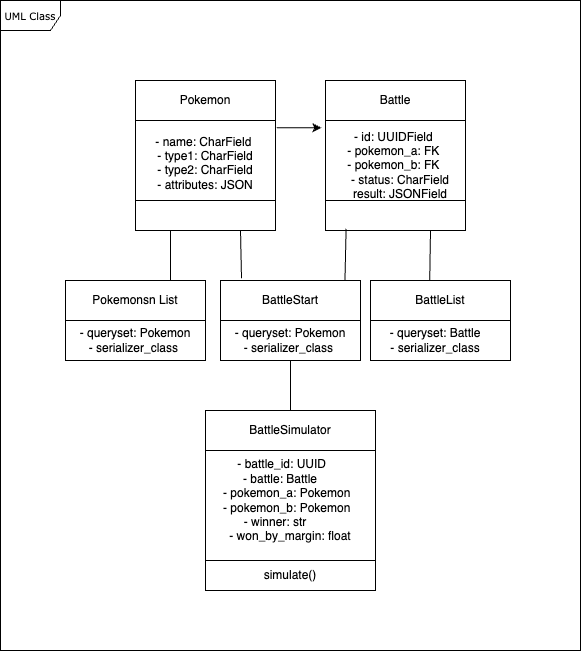 UML Class
Pokemon
- name: CharField
- type1: CharField
- type2: CharField
- attributes: JSON
Battle
- id: UUIDField
- pokemon_a: FK
- pokemon_b: FK
- status: CharField
result: JSONField
Pokemonsn List
- queryset: Pokemon
- serializer_class
BattleStart
- queryset: Pokemon
- serializer_class
BattleList
- queryset: Battle
- serializer_class
BattleSimulator
- battle_id: UUID
- battle: Battle
- pokemon_a: Pokemon
- pokemon_b: Pokemon
- winner: str
- won_by_margin: float
simulate()